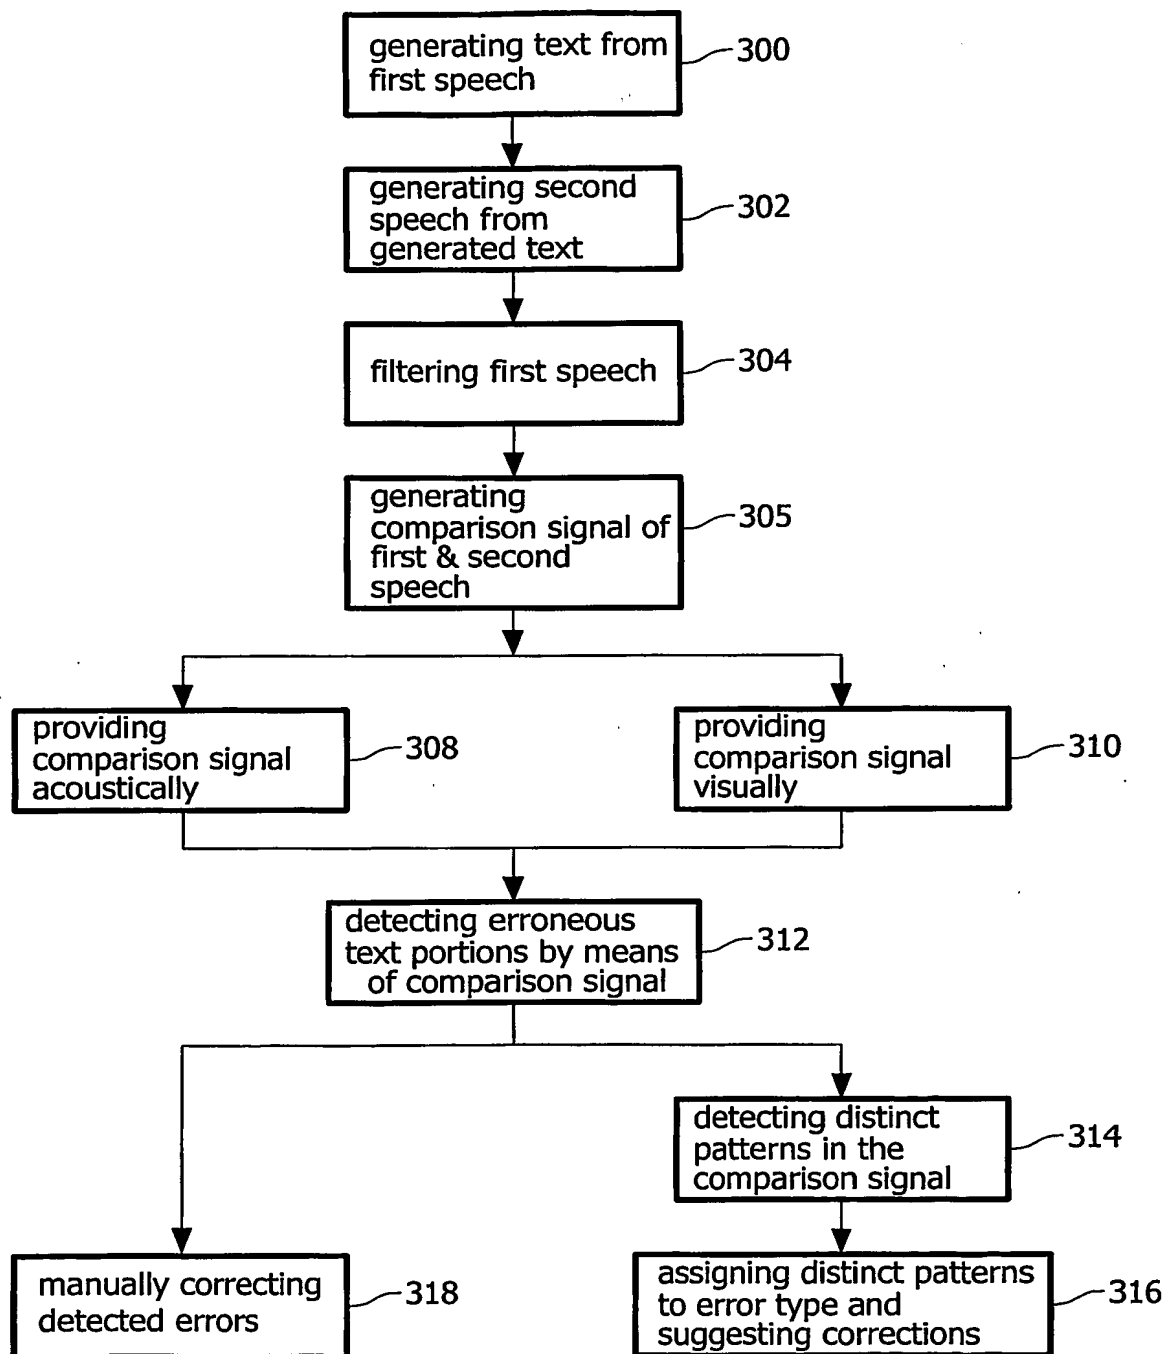 generating text from
first speech
300
generating second
speech from
generated text
302
filtering first speech
304
generating
comparison signal of
first & second
speech
305
providing
comparison signal
acoustically
308
providing
comparison signal
visually
310
detecting erroneous
text portions by means
of comparison signal
312
detecting distinct
patterns in the
comparison signal
314
manually correcting
detected errors
318
assigning distinct patterns
to error type and
suggesting corrections
316